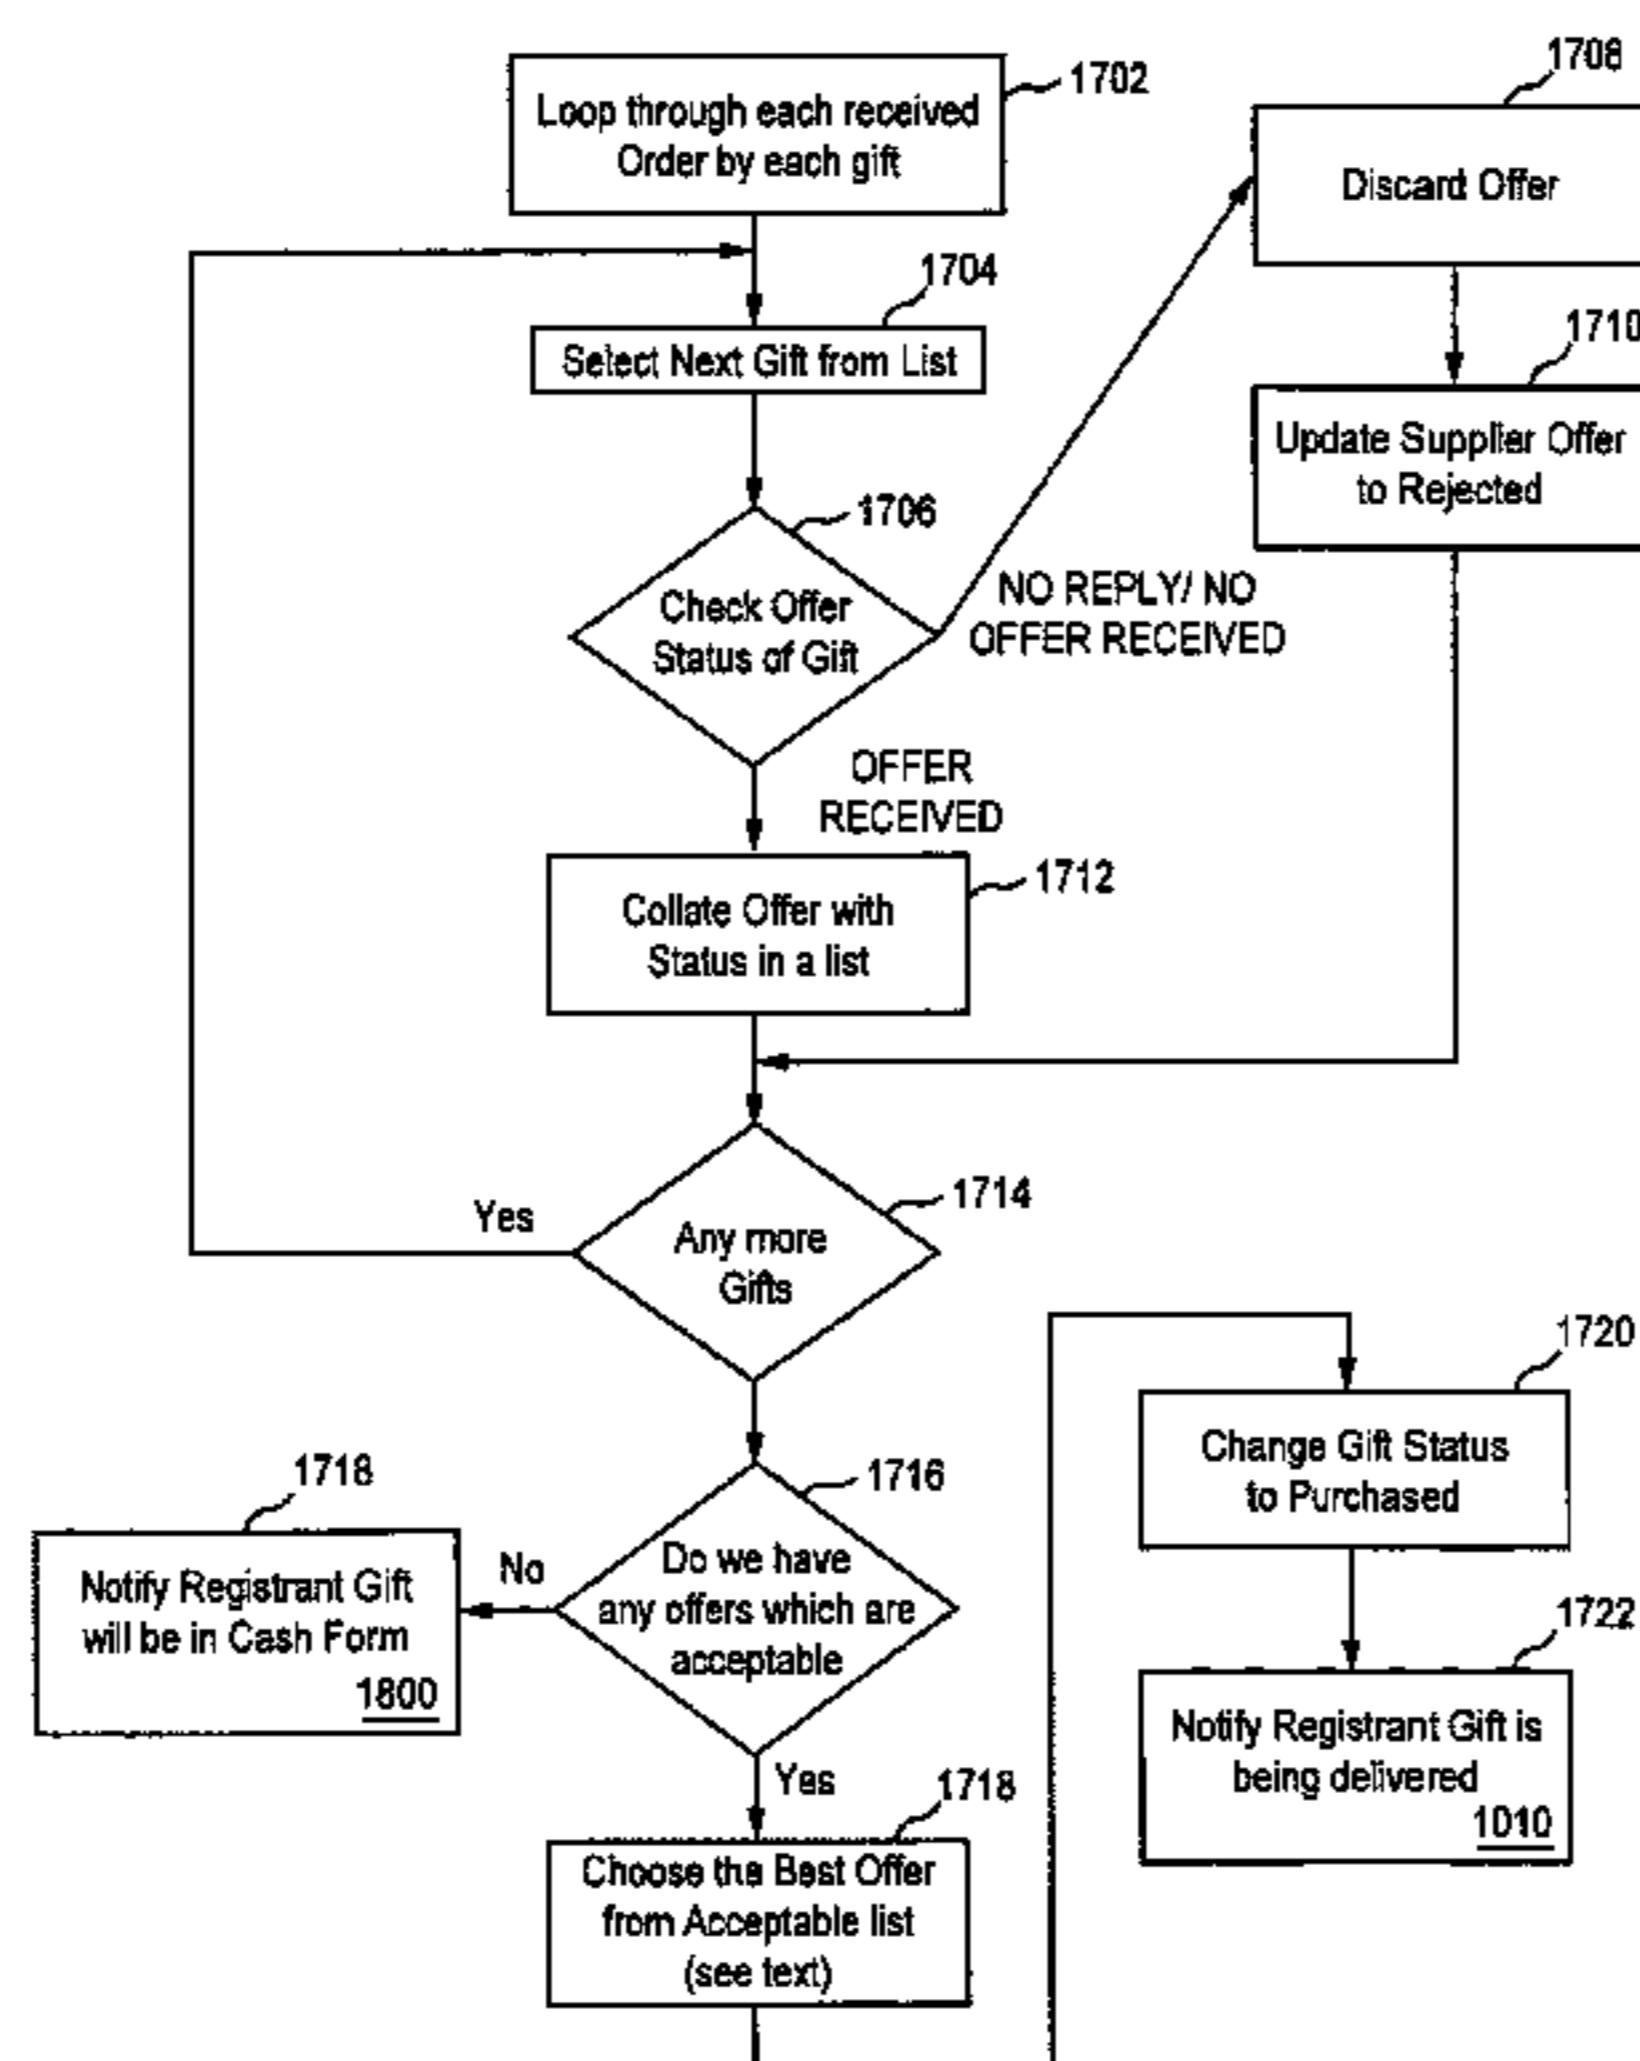 1702
Loop through each received
Order by each gift
1708
Discard Offer
1704
Select Next Gift from List
1710
Update Supplier Offer
to Rejected
1706
Check Offer
Status of Gift
NO REPLY/ NO
OFFER RECEIVED
OFFER
RECEIVED
1712
Collate Offer with
Status in a list
1714
Yes
Any more
Gifts
1720
Change Gift Status
to Purchased
1716
Do we have
any offers which are
acceptable
1718
No
Notify Registrant Gift
will be in Cash Form
1800
1722
Notify Registrant Gift is
being delivered
1010
Yes
1718
Choose the Best Offer
from Acceptable list
(see text)